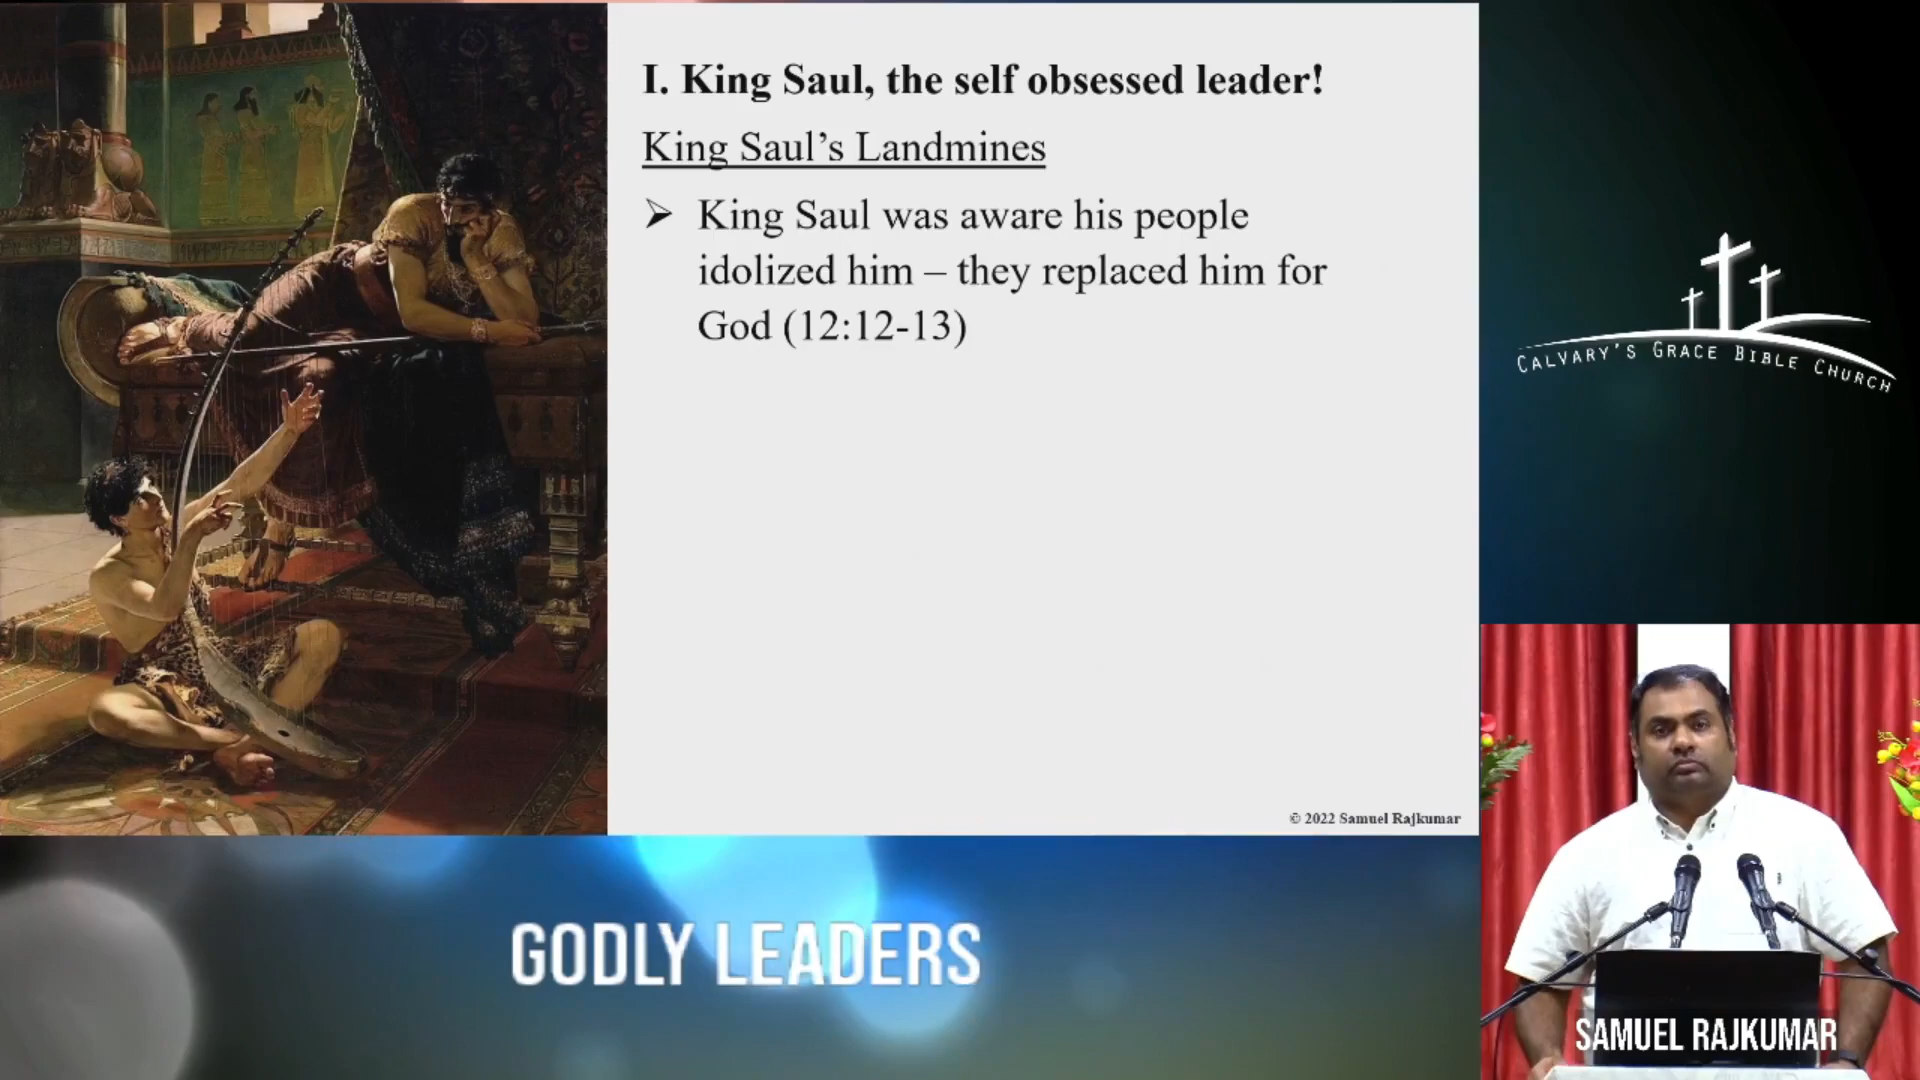 I. King Saul, the self obsessed leader!
King Saul’s Landmines
➢ King Saul was aware his people
idolized him – they replaced him for
God (12:12-13)
© 2022 Samuel Rajkumar
CALVARY'S GRACE BIBLE CHURCH
GODLY LEADERS
SAMUEL RAJKUMAR